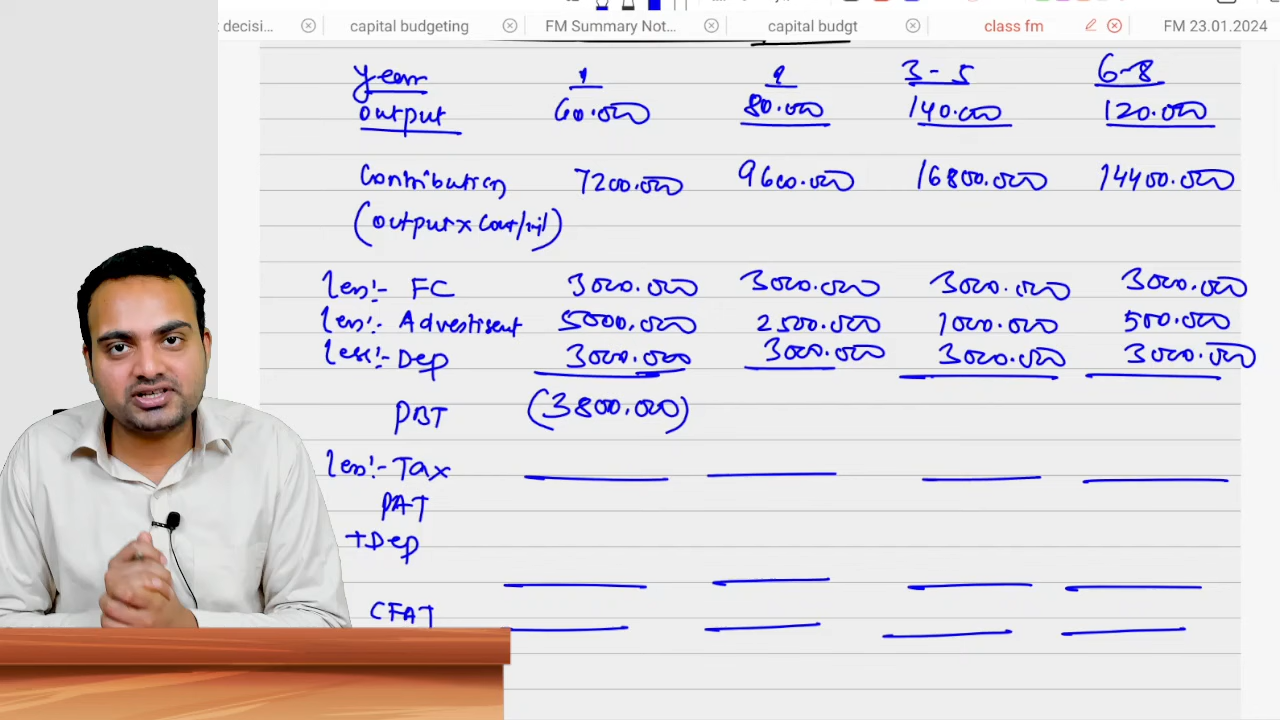 decisi... capital budgeting FM Summary Not... capital budgt class fm FM 23.01.2024
Year 1 2 3-5 6-8
output 60.000 80.000 140.000 120.000
Contribution 7200.000 9600.000 16800.000 14400.000
(output x Cont/unit)
less:- FC 3000.000 3000.000 3000.000 3000.000
less:- Advertisent 5000.000 2500.000 1000.000 500.000
less:- Dep 3000.000 3000.000 3000.000 3000.000
PBT (3800.000)
less:- Tax
PAT
+Dep
CFAT